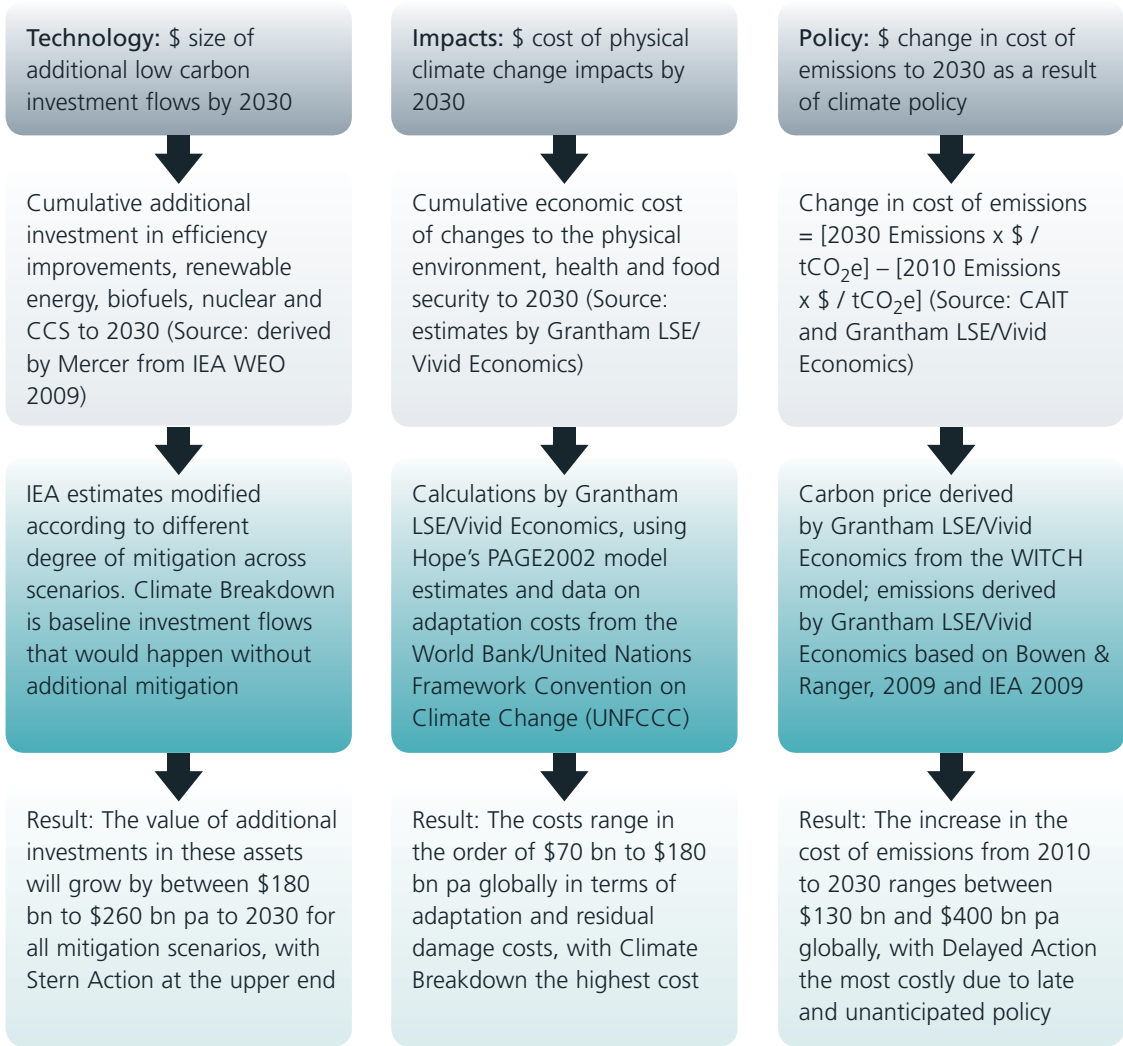 Technology: $ size of
additional low carbon
investment flows by 2030
Cumulative additional
investment in efficiency
improvements, renewable
energy, biofuels, nuclear and
CCS to 2030 (Source: derived
by Mercer from IEA WEO
2009)
IEA estimates modified
according to different
degree of mitigation across
scenarios. Climate Breakdown
is baseline investment flows
that would happen without
additional mitigation
Result: The value of additional
investments in these assets
will grow by between $180
bn to $260 bn pa to 2030 for
all mitigation scenarios, with
Stern Action at the upper end
Impacts: $ cost of physical
climate change impacts by
2030
Cumulative economic cost
of changes to the physical
environment, health and food
security to 2030 (Source:
estimates by Grantham LSE/
Vivid Economics)
Calculations by Grantham
LSE/Vivid Economics, using
Hope's PAGE2002 model
estimates and data on
adaptation costs from the
World Bank/United Nations
Framework Convention on
Climate Change (UNFCCC)
Result: The costs range in
the order of $70 bn to $180
bn pa globally in terms of
adaptation and residual
damage costs, with Climate
Breakdown the highest cost
Policy: $ change in cost of
emissions to 2030 as a result
of climate policy
Change in cost of emissions
= [2030 Emissions x $ /
tCO₂e] – [2010 Emissions
x $ / tCO₂e] (Source: CAIT
and Grantham LSE/Vivid
Economics)
Carbon price derived
by Grantham LSE/Vivid
Economics from the WITCH
model; emissions derived
by Grantham LSE/Vivid
Economics based on Bowen &
Ranger, 2009 and IEA 2009
Result: The increase in the
cost of emissions from 2010
to 2030 ranges between
$130 bn and $400 bn pa
globally, with Delayed Action
the most costly due to late
and unanticipated policy